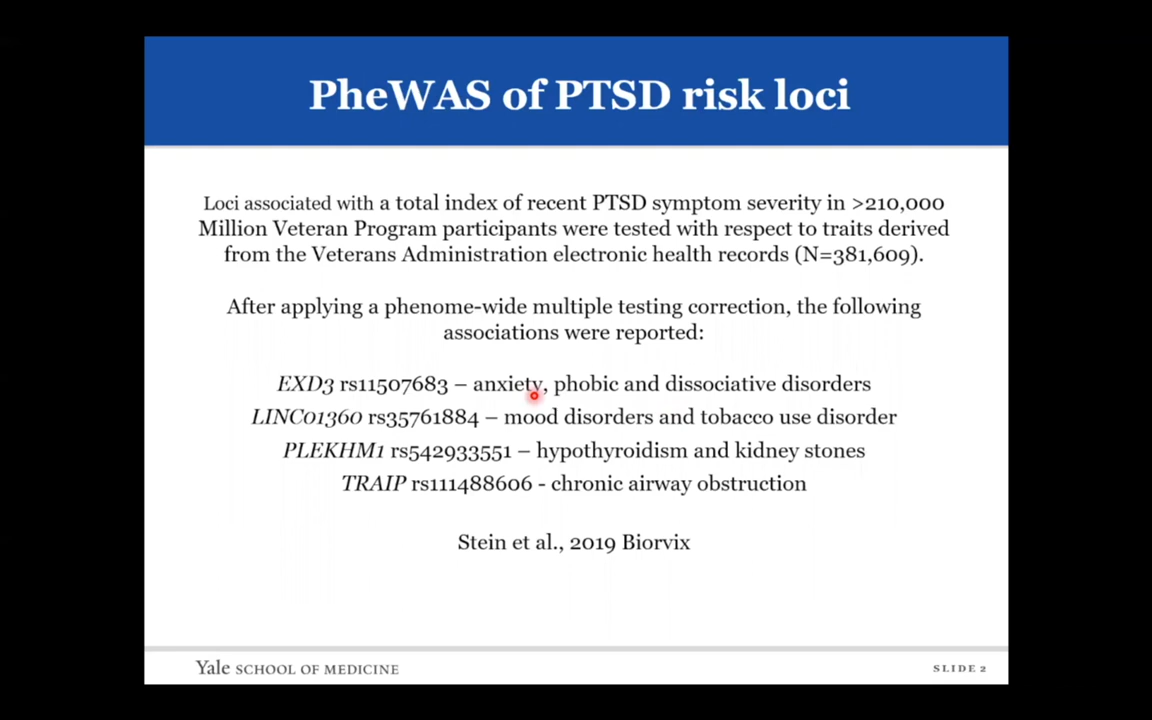 PheWAS of PTSD risk loci
Loci associated with a total index of recent PTSD symptom severity in >210,000
Million Veteran Program participants were tested with respect to traits derived
from the Veterans Administration electronic health records (N=381,609).
After applying a phenome-wide multiple testing correction, the following
associations were reported:
EXD3 rs11507683 – anxiety, phobic and dissociative disorders
LINC01360 rs35761884 – mood disorders and tobacco use disorder
PLEKHM1 rs542933551 – hypothyroidism and kidney stones
TRAIP rs111488606 - chronic airway obstruction
Stein et al., 2019 Biorvix
Yale SCHOOL OF MEDICINE
SLIDE 2